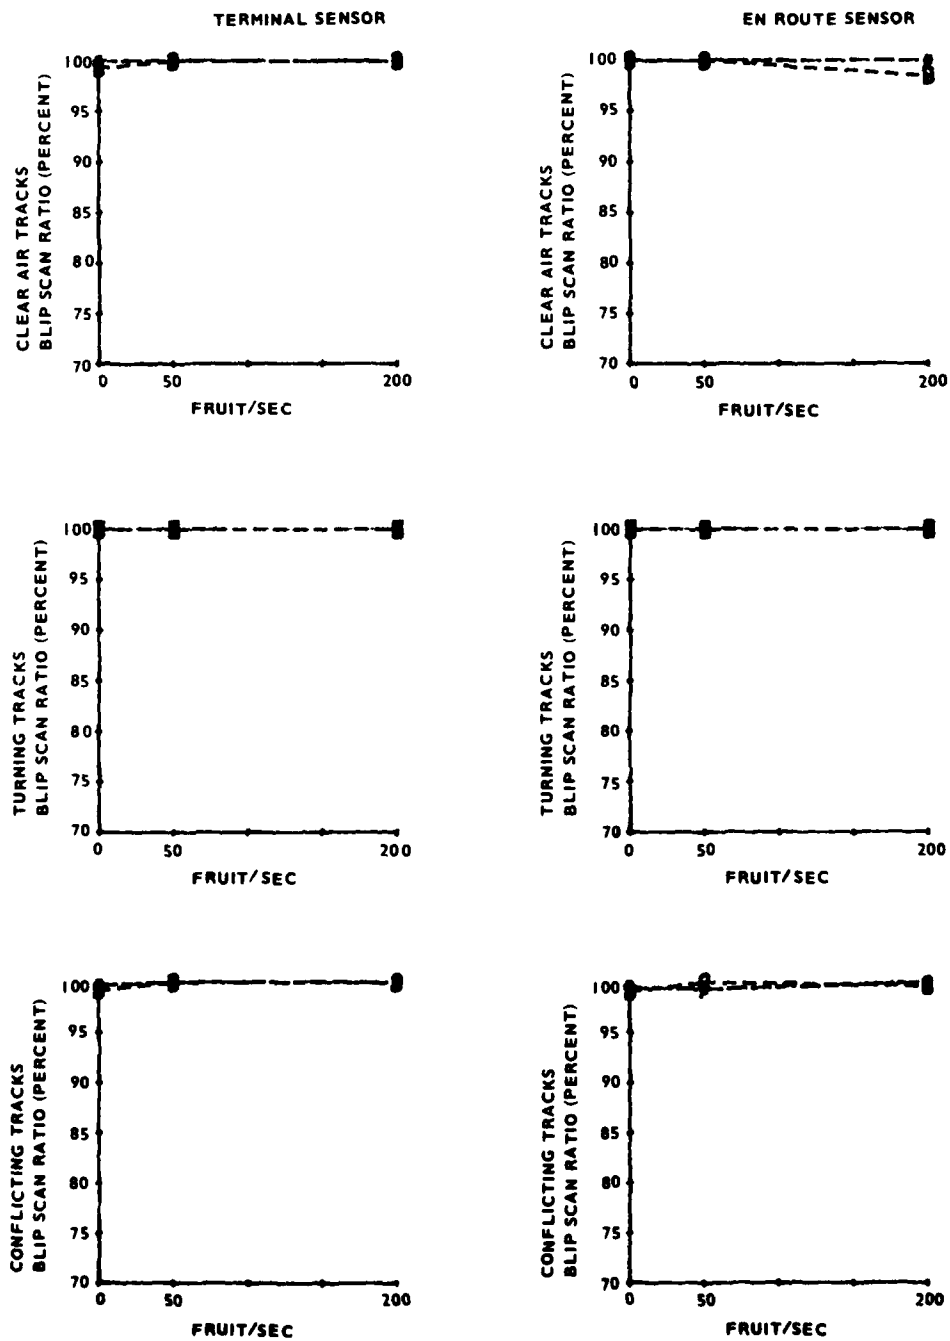 TERMINAL SENSOR
CLEAR AIR TRACKS
BLIP SCAN RATIO (PERCENT)
100
95
90
85
80
75
70
0 50 200
FRUIT/SEC
EN ROUTE SENSOR
CLEAR AIR TRACKS
BLIP SCAN RATIO (PERCENT)
100
95
90
85
80
75
70
0 50 200
FRUIT/SEC
TURNING TRACKS
BLIP SCAN RATIO (PERCENT)
100
95
90
85
80
75
70
0 50 200
FRUIT/SEC
TURNING TRACKS
BLIP SCAN RATIO (PERCENT)
100
95
90
85
80
75
70
0 50 200
FRUIT/SEC
CONFLICTING TRACKS
BLIP SCAN RATIO (PERCENT)
100
95
90
85
80
75
70
0 50 200
FRUIT/SEC
CONFLICTING TRACKS
BLIP SCAN RATIO (PERCENT)
100
95
90
85
80
75
70
0 50 200
FRUIT/SEC